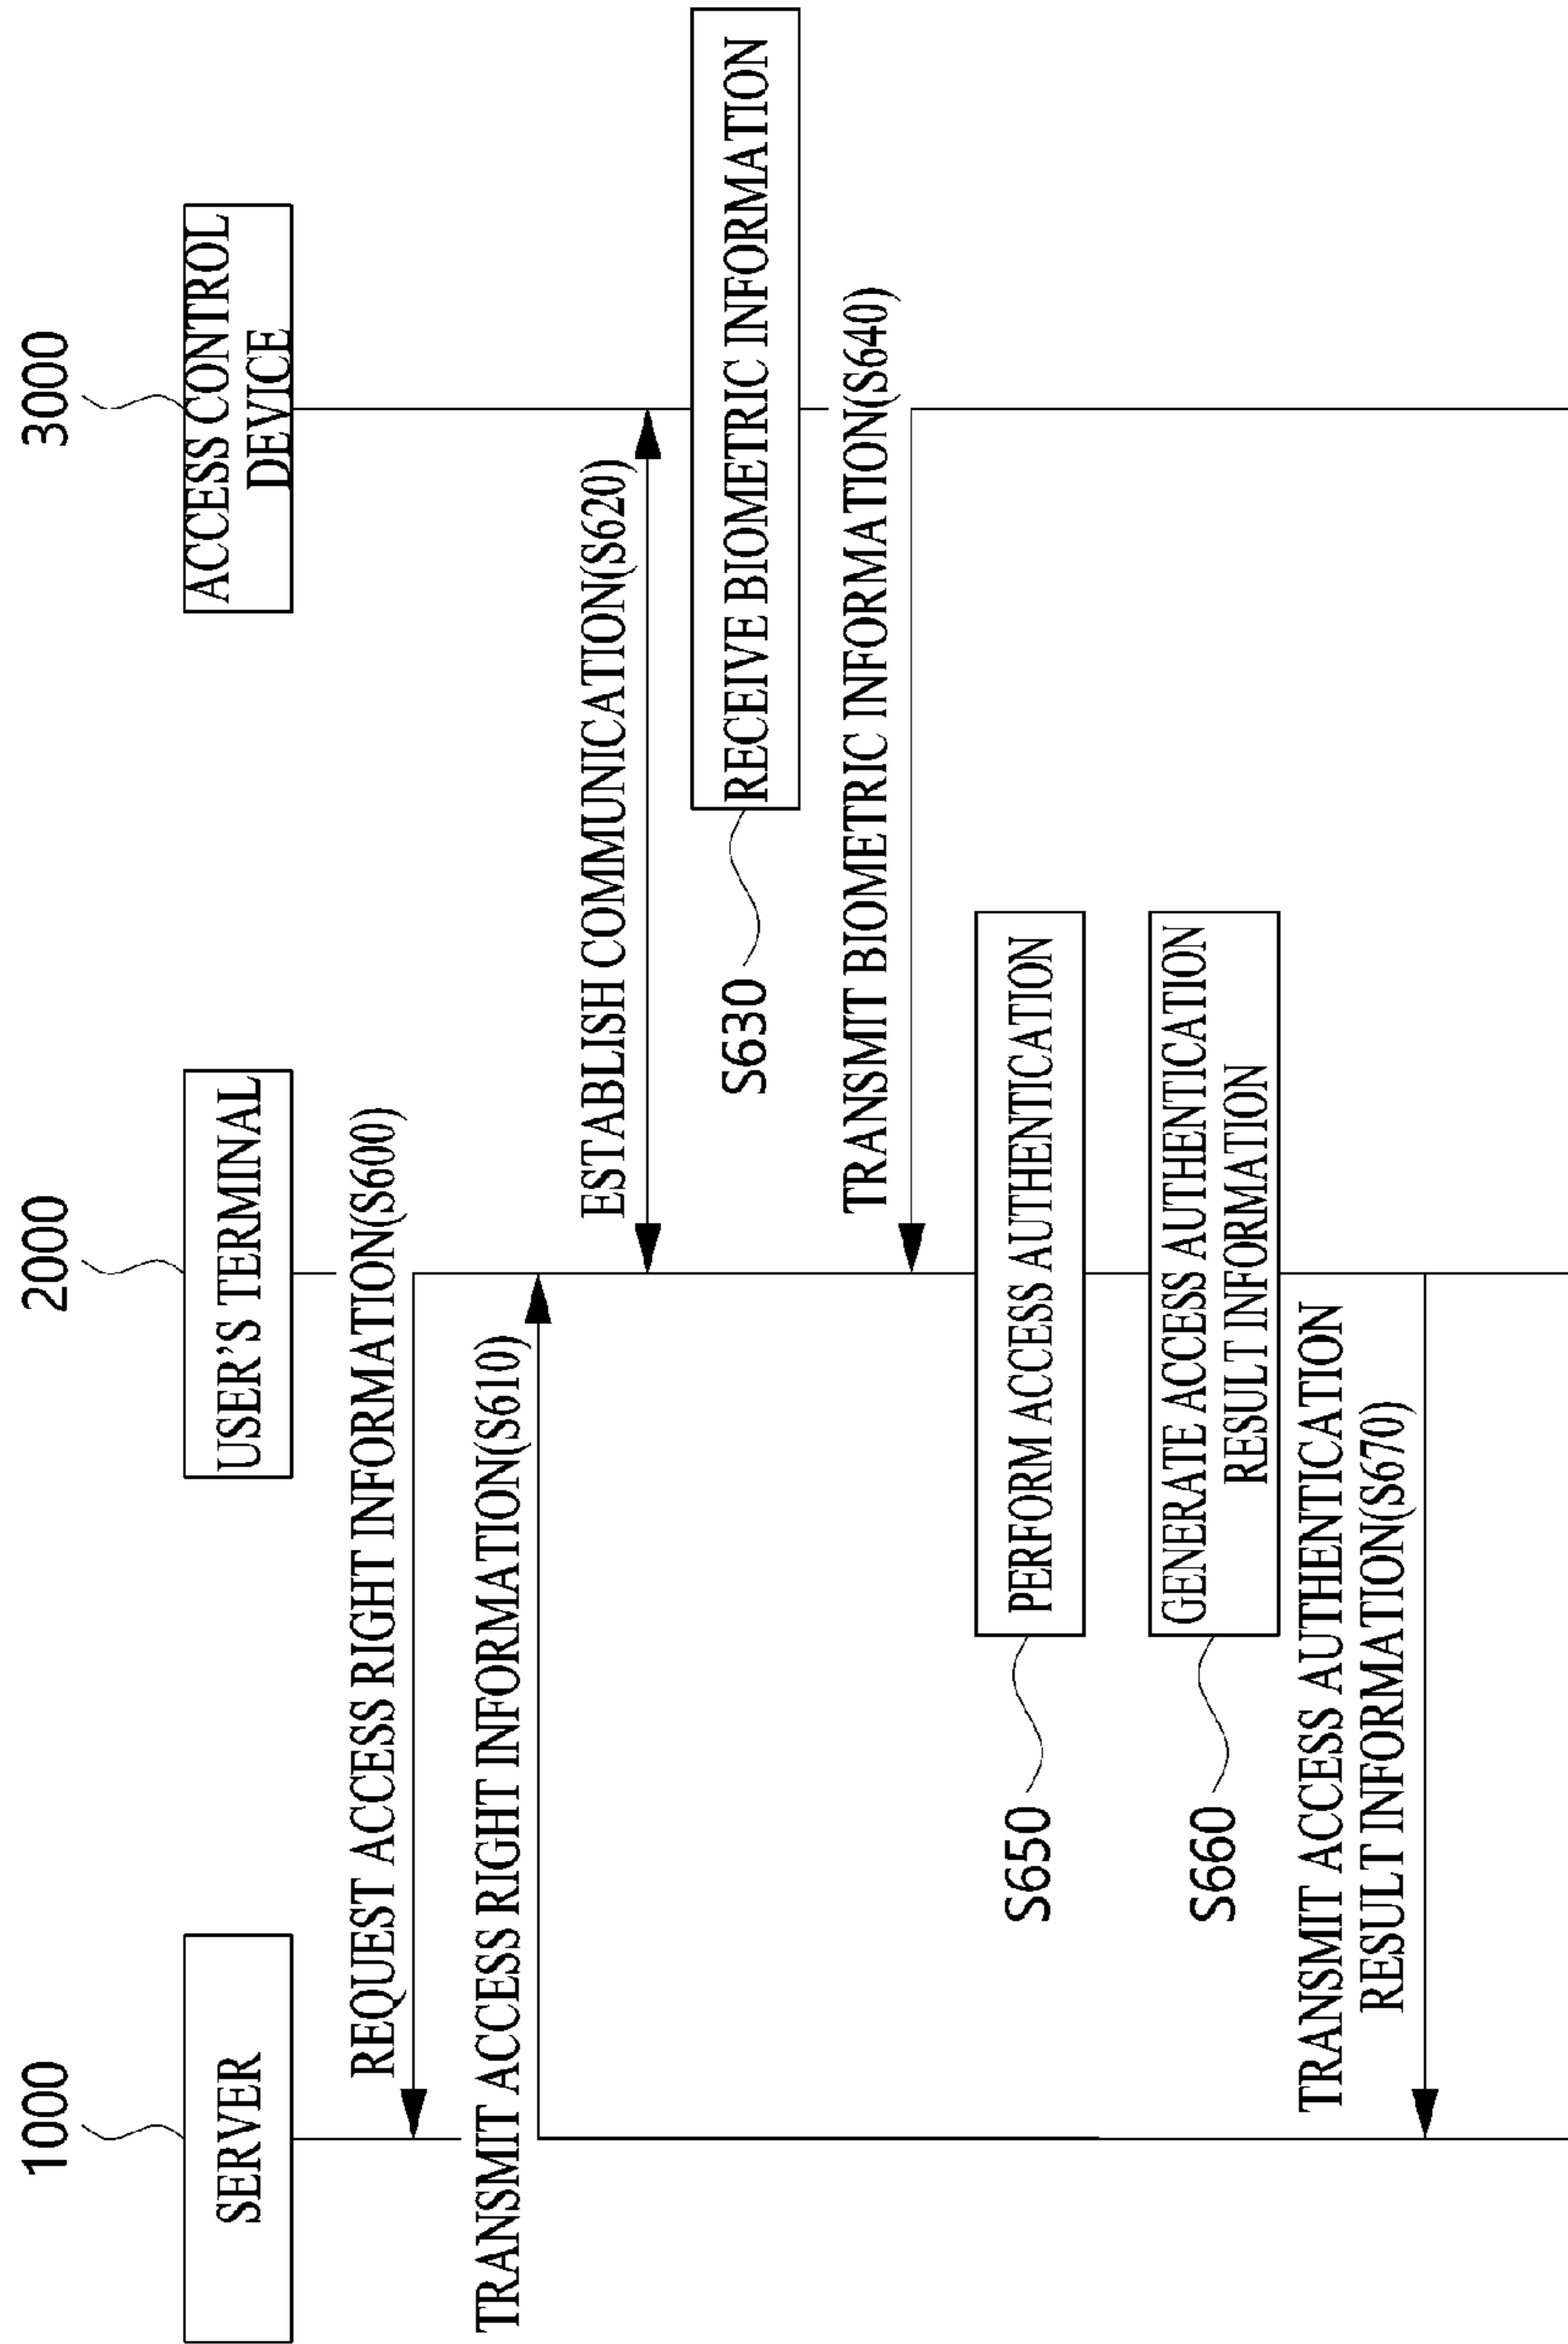 1000
2000
3000
SERVER
USER'S TERMINAL
ACCESS CONTROL
DEVICE
REQUEST ACCESS RIGHT INFORMATION(S600)
TRANSMIT ACCESS RIGHT INFORMATION(S610)
ESTABLISH COMMUNICATION(S620)
S630
RECEIVE BIOMETRIC INFORMATION
TRANSMIT BIOMETRIC INFORMATION(S640)
S650
PERFORM ACCESS AUTHENTICATION
S660
GENERATE ACCESS AUTHENTICATION
RESULT INFORMATION
TRANSMIT ACCESS AUTHENTICATION
RESULT INFORMATION(S670)